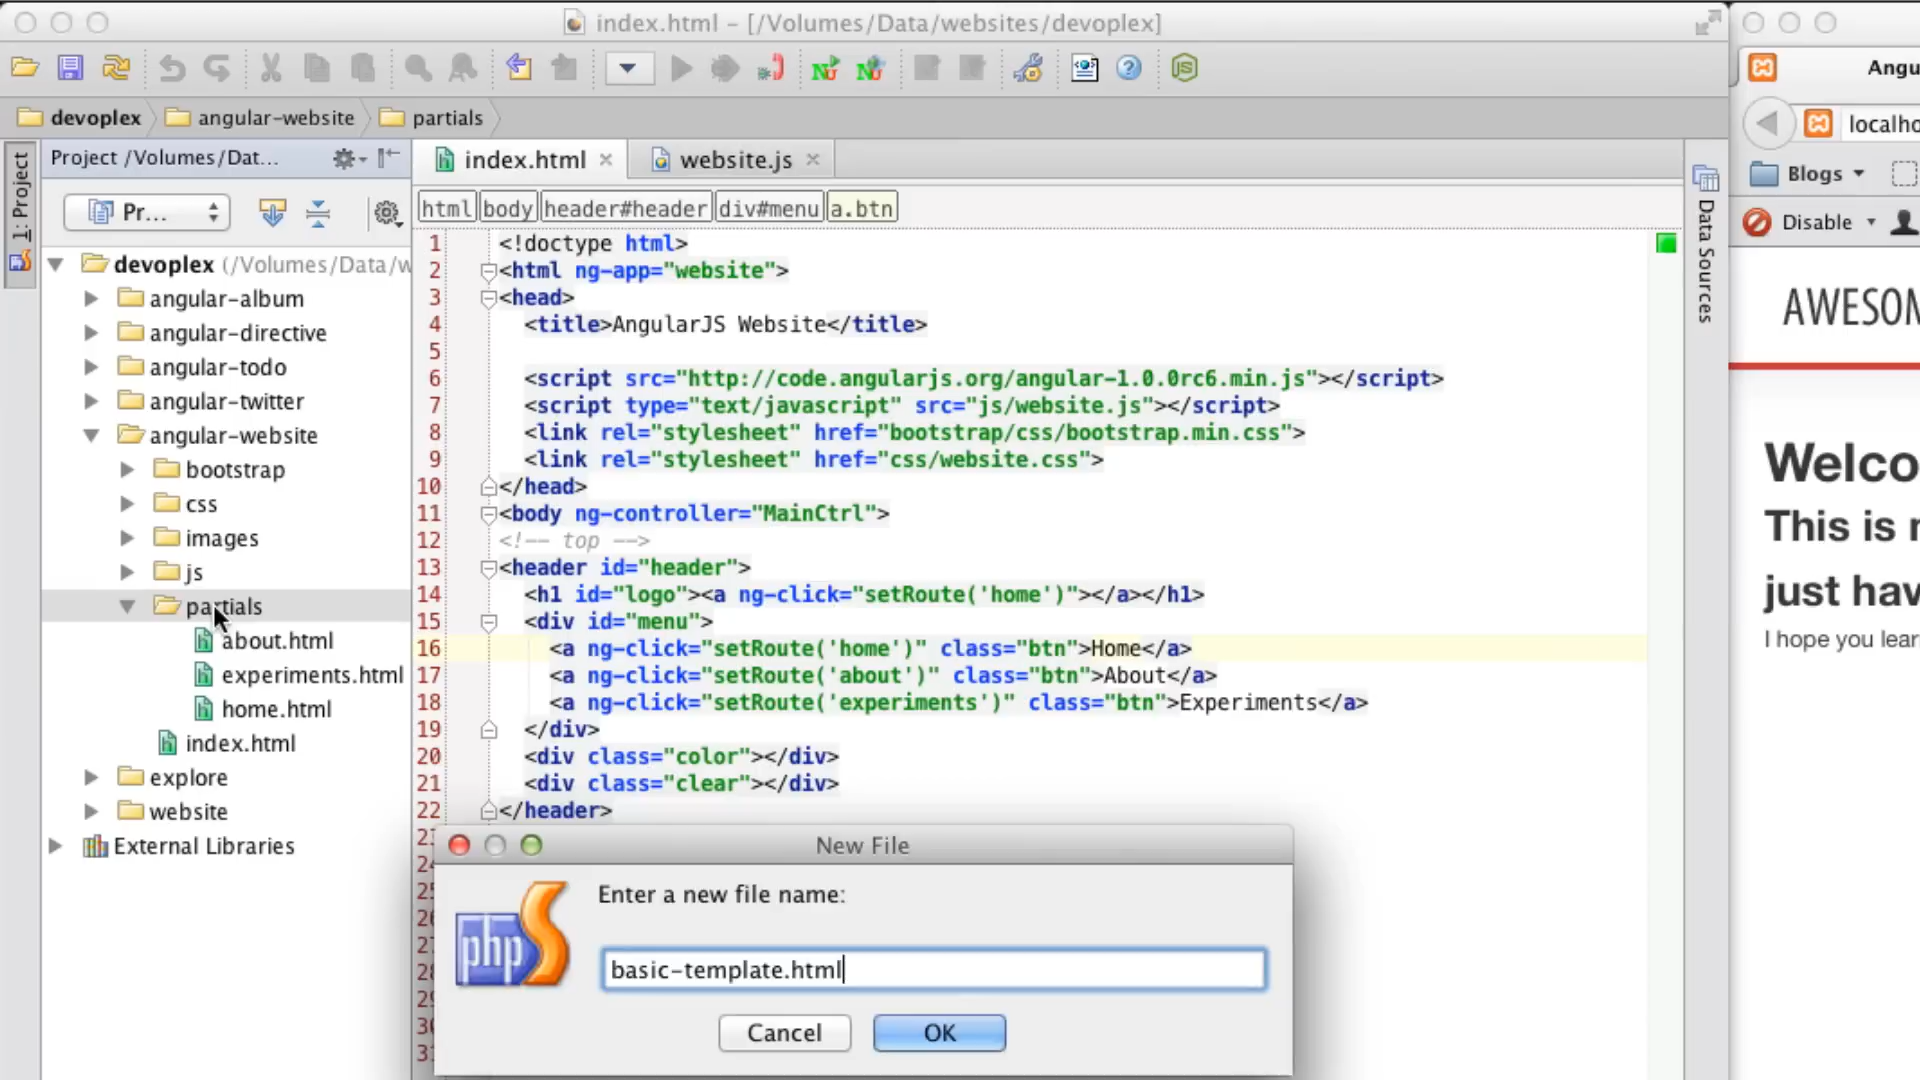 index.html – [/Volumes/Data/websites/devoplex]
devoplex angular-website partials
1: Project
Project /Volumes/Dat...
Pr...
devoplex (/Volumes/Data/w
angular-album
angular-directive
angular-todo
angular-twitter
angular-website
bootstrap
css
images
js
partials
about.html
experiments.html
home.html
index.html
explore
website
External Libraries
index.html website.js
html body header#header div#menu a.btn
1 <!doctype html>
2 <html ng-app="website">
3 <head>
4 <title>AngularJS Website</title>
5
6 <script src="http://code.angularjs.org/angular-1.0.0rc6.min.js"></script>
7 <script type="text/javascript" src="js/website.js"></script>
8 <link rel="stylesheet" href="bootstrap/css/bootstrap.min.css">
9 <link rel="stylesheet" href="css/website.css">
10 </head>
11 <body ng-controller="MainCtrl">
12 <!-- top -->
13 <header id="header">
14 <h1 id="logo"><a ng-click="setRoute('home')"></a></h1>
15 <div id="menu">
16 <a ng-click="setRoute('home')" class="btn">Home</a>
17 <a ng-click="setRoute('about')" class="btn">About</a>
18 <a ng-click="setRoute('experiments')" class="btn">Experiments</a>
19 </div>
20 <div class="color"></div>
21 <div class="clear"></div>
22 </header>
New File
Enter a new file name:
php
basic-template.html
Cancel OK
Data Sources
Angu
localho
Blogs
Disable
AWESOM
Welco
This is
just hav
I hope you lear